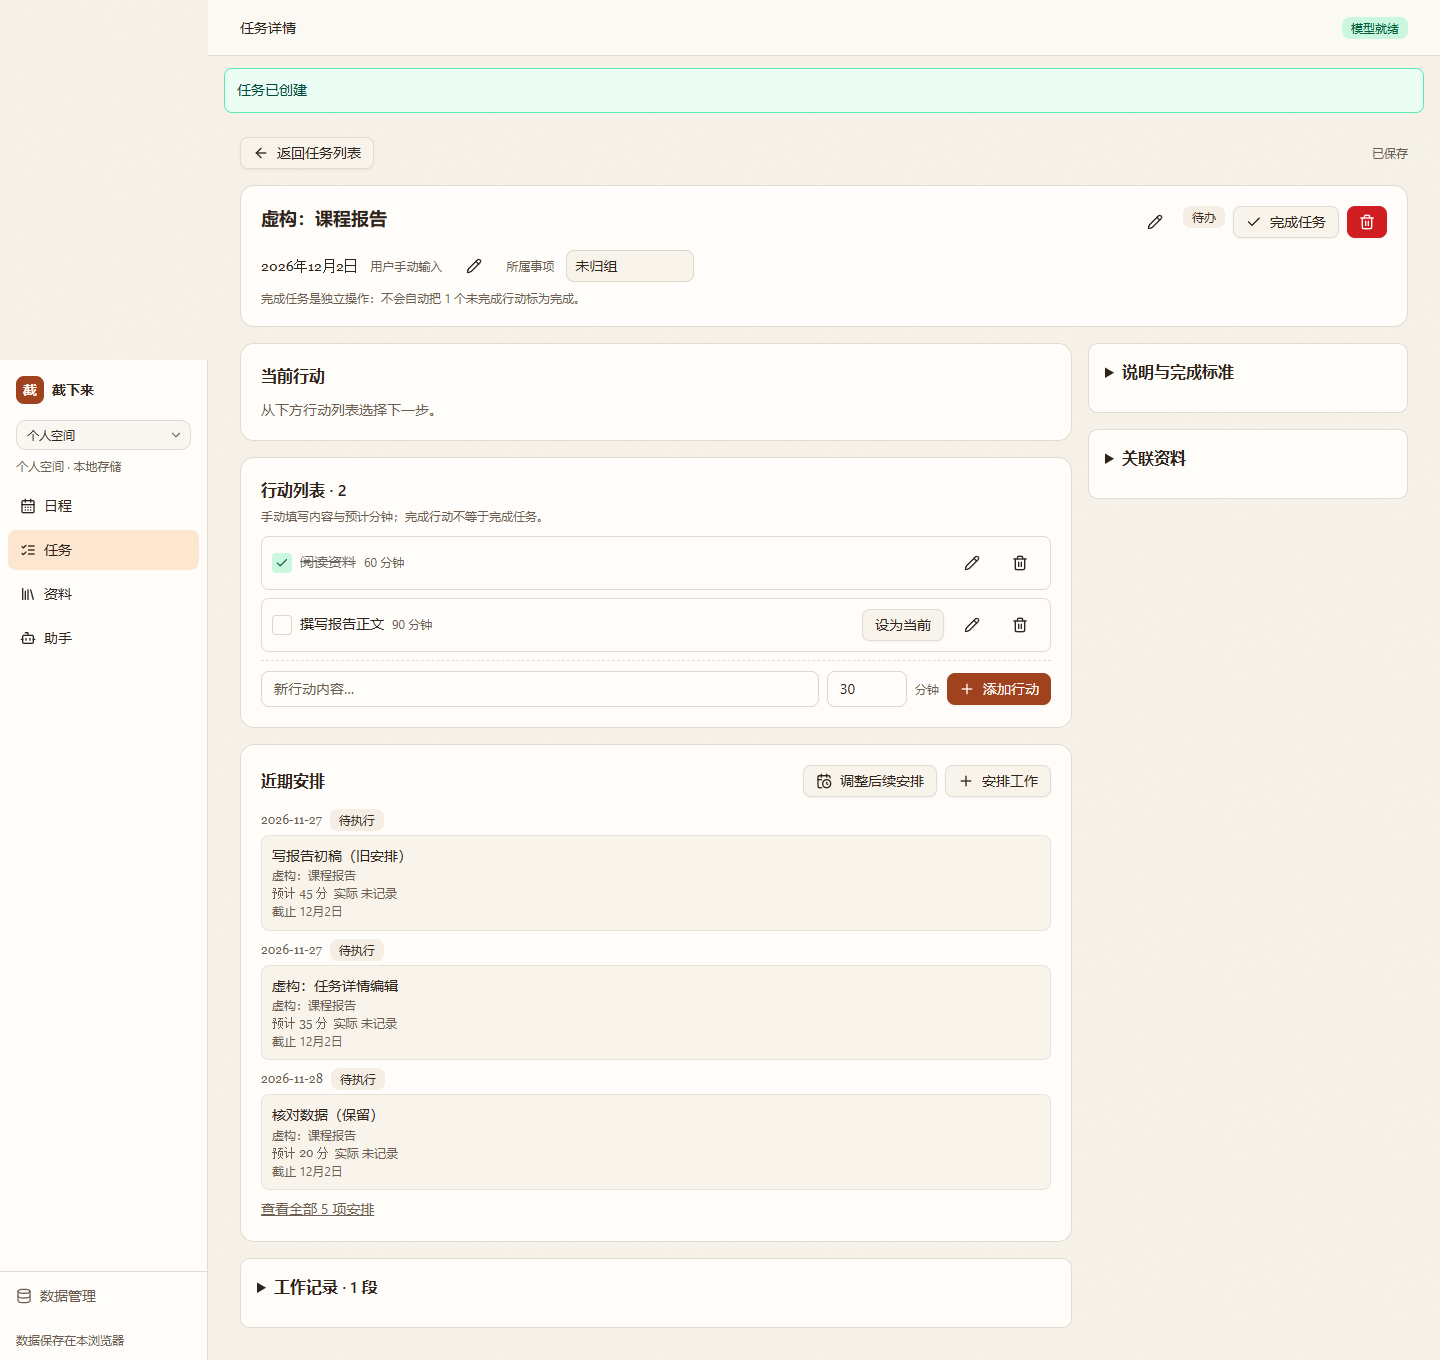 任务详情
模型就绪
任务已创建
返回任务列表
已保存
虚构：课程报告
待办
完成任务
2026年12月2日 用户手动输入 所属事项 未归组
完成任务是独立操作：不会自动把 1 个未完成行动标为完成。
截 截下来
个人空间
个人空间 · 本地存储
日程
任务
资料
助手
数据管理
数据保存在本浏览器
当前行动
从下方行动列表选择下一步。
行动列表 · 2
手动填写内容与预计分钟；完成行动不等于完成任务。
阅读资料 60 分钟
撰写报告正文 90 分钟 设为当前
新行动内容... 30 分钟 添加行动
近期安排 调整后续安排 安排工作
2026-11-27 待执行
写报告初稿（旧安排）
虚构：课程报告
预计 45 分 实际 未记录
截止 12月2日
2026-11-27 待执行
虚构：任务详情编辑
虚构：课程报告
预计 35 分 实际 未记录
截止 12月2日
2026-11-28 待执行
核对数据（保留）
虚构：课程报告
预计 20 分 实际 未记录
截止 12月2日
查看全部 5 项安排
工作记录 · 1 段
说明与完成标准
关联资料